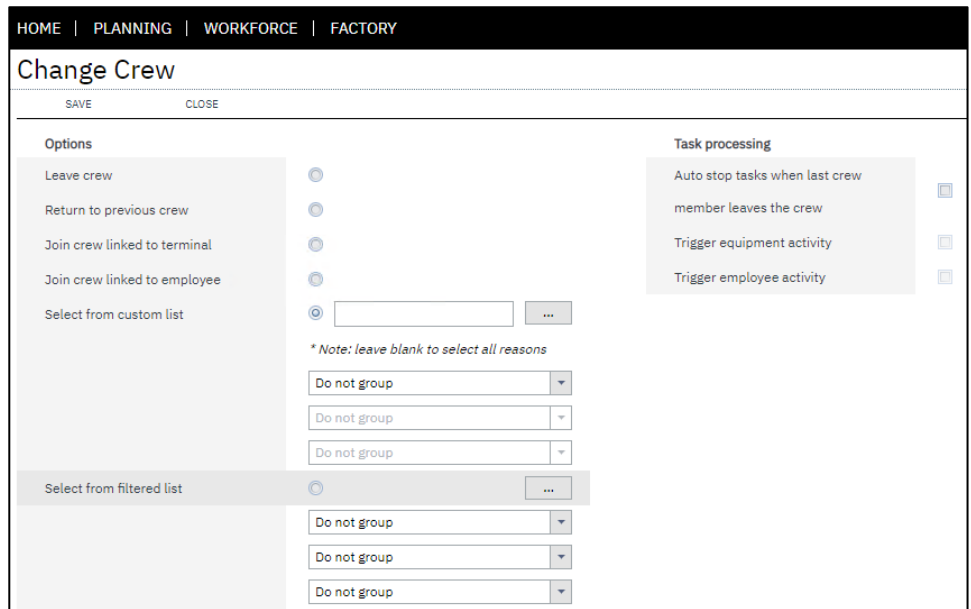 HOME | PLANNING | WORKFORCE | FACTORY
Change Crew
SAVE CLOSE
Options
Leave crew
Return to previous crew
Join crew linked to terminal
Join crew linked to employee
Select from custom list ...
* Note: leave blank to select all reasons
Do not group
Do not group
Do not group
Select from filtered list ...
Do not group
Do not group
Do not group
Task processing
Auto stop tasks when last crew
member leaves the crew
Trigger equipment activity
Trigger employee activity